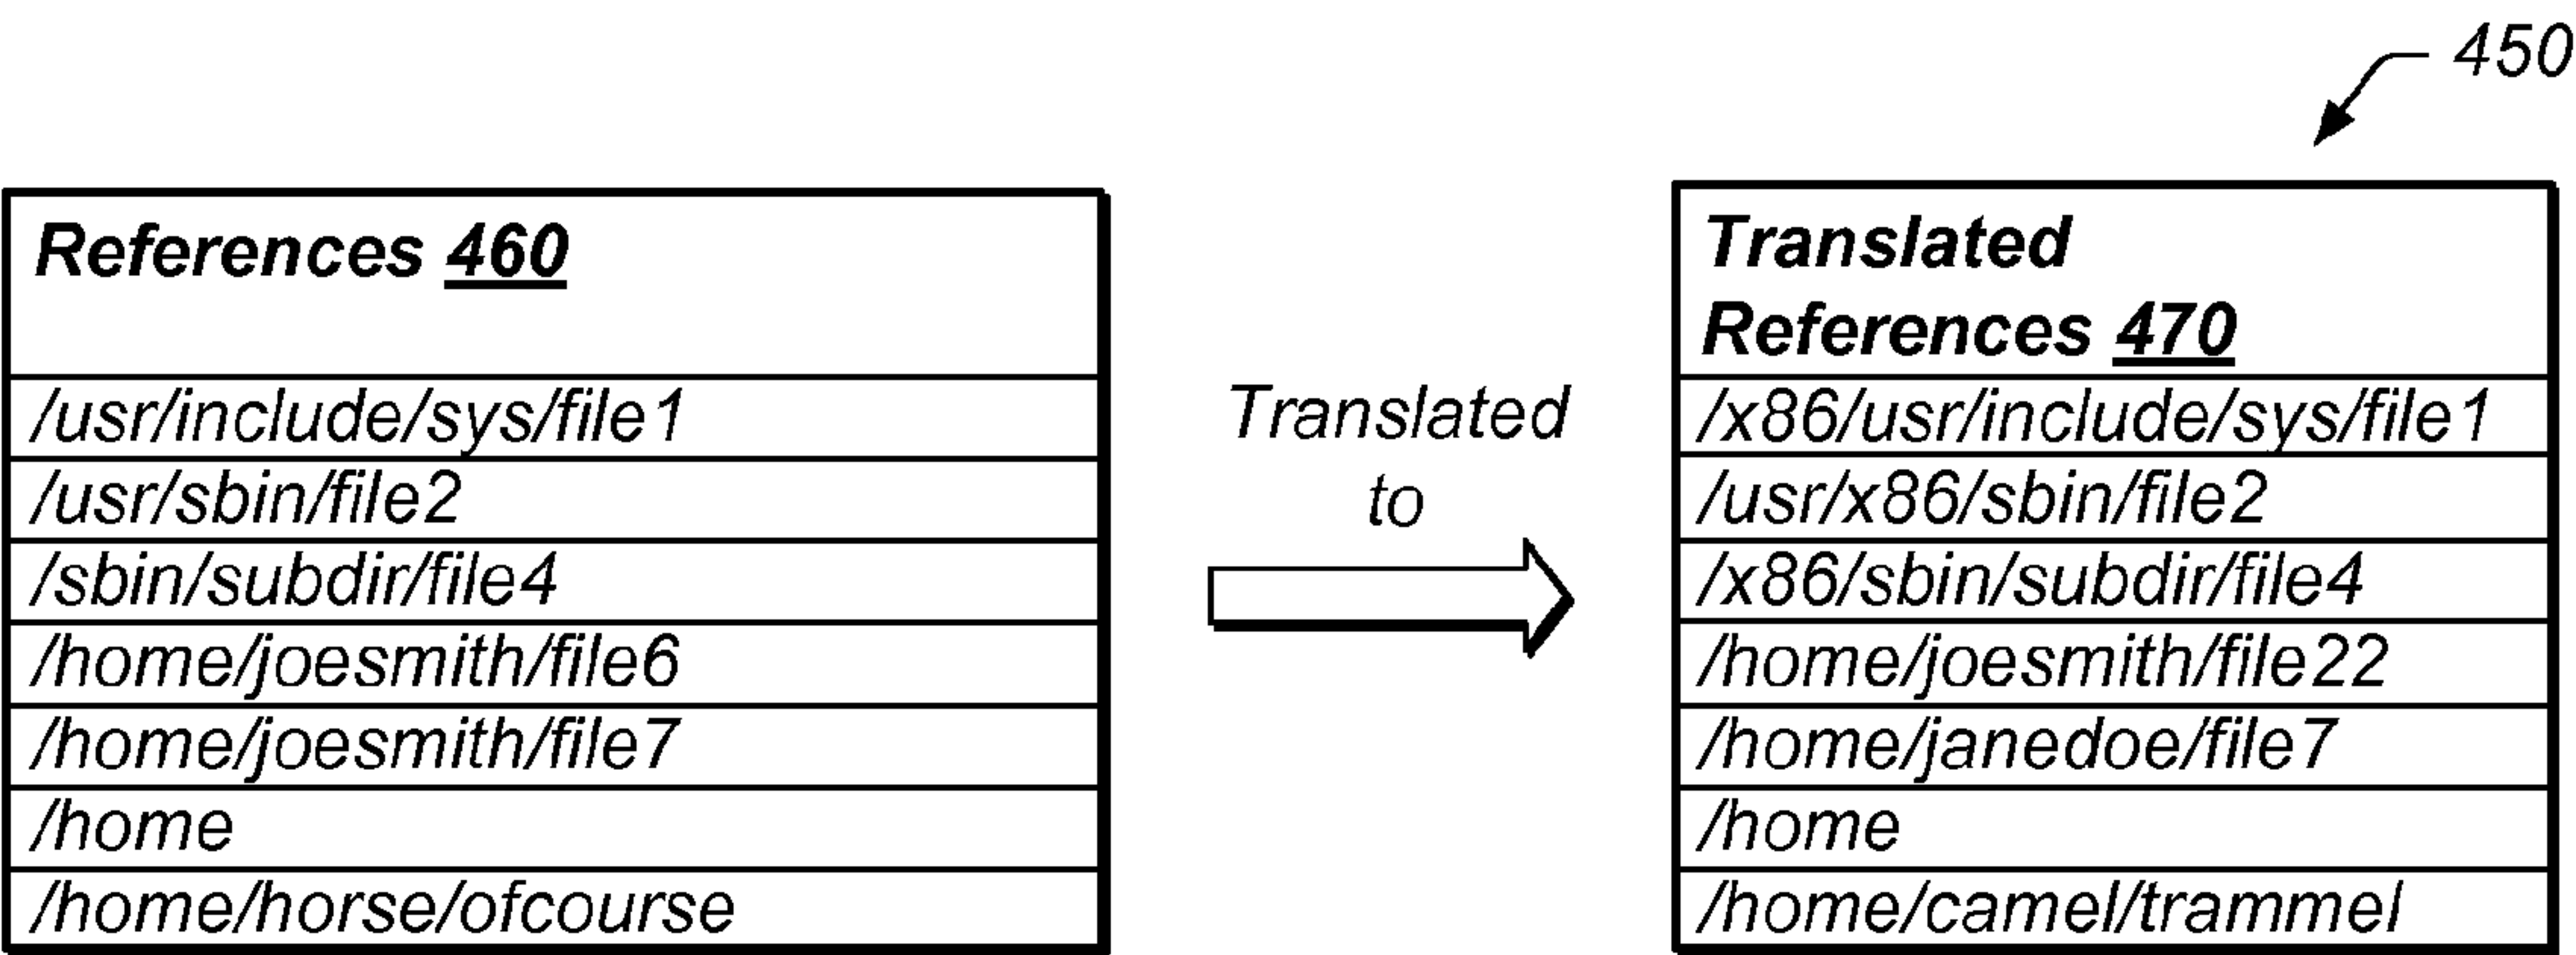 450
References 460
/usr/include/sys/file1
/usr/sbin/file2
/sbin/subdir/file4
/home/joesmith/file6
/home/joesmith/file7
/home
/home/horse/ofcourse
Translated
to
Translated
References 470
/x86/usr/include/sys/file1
/usr/x86/sbin/file2
/x86/sbin/subdir/file4
/home/joesmith/file22
/home/janedoe/file7
/home
/home/camel/trammel